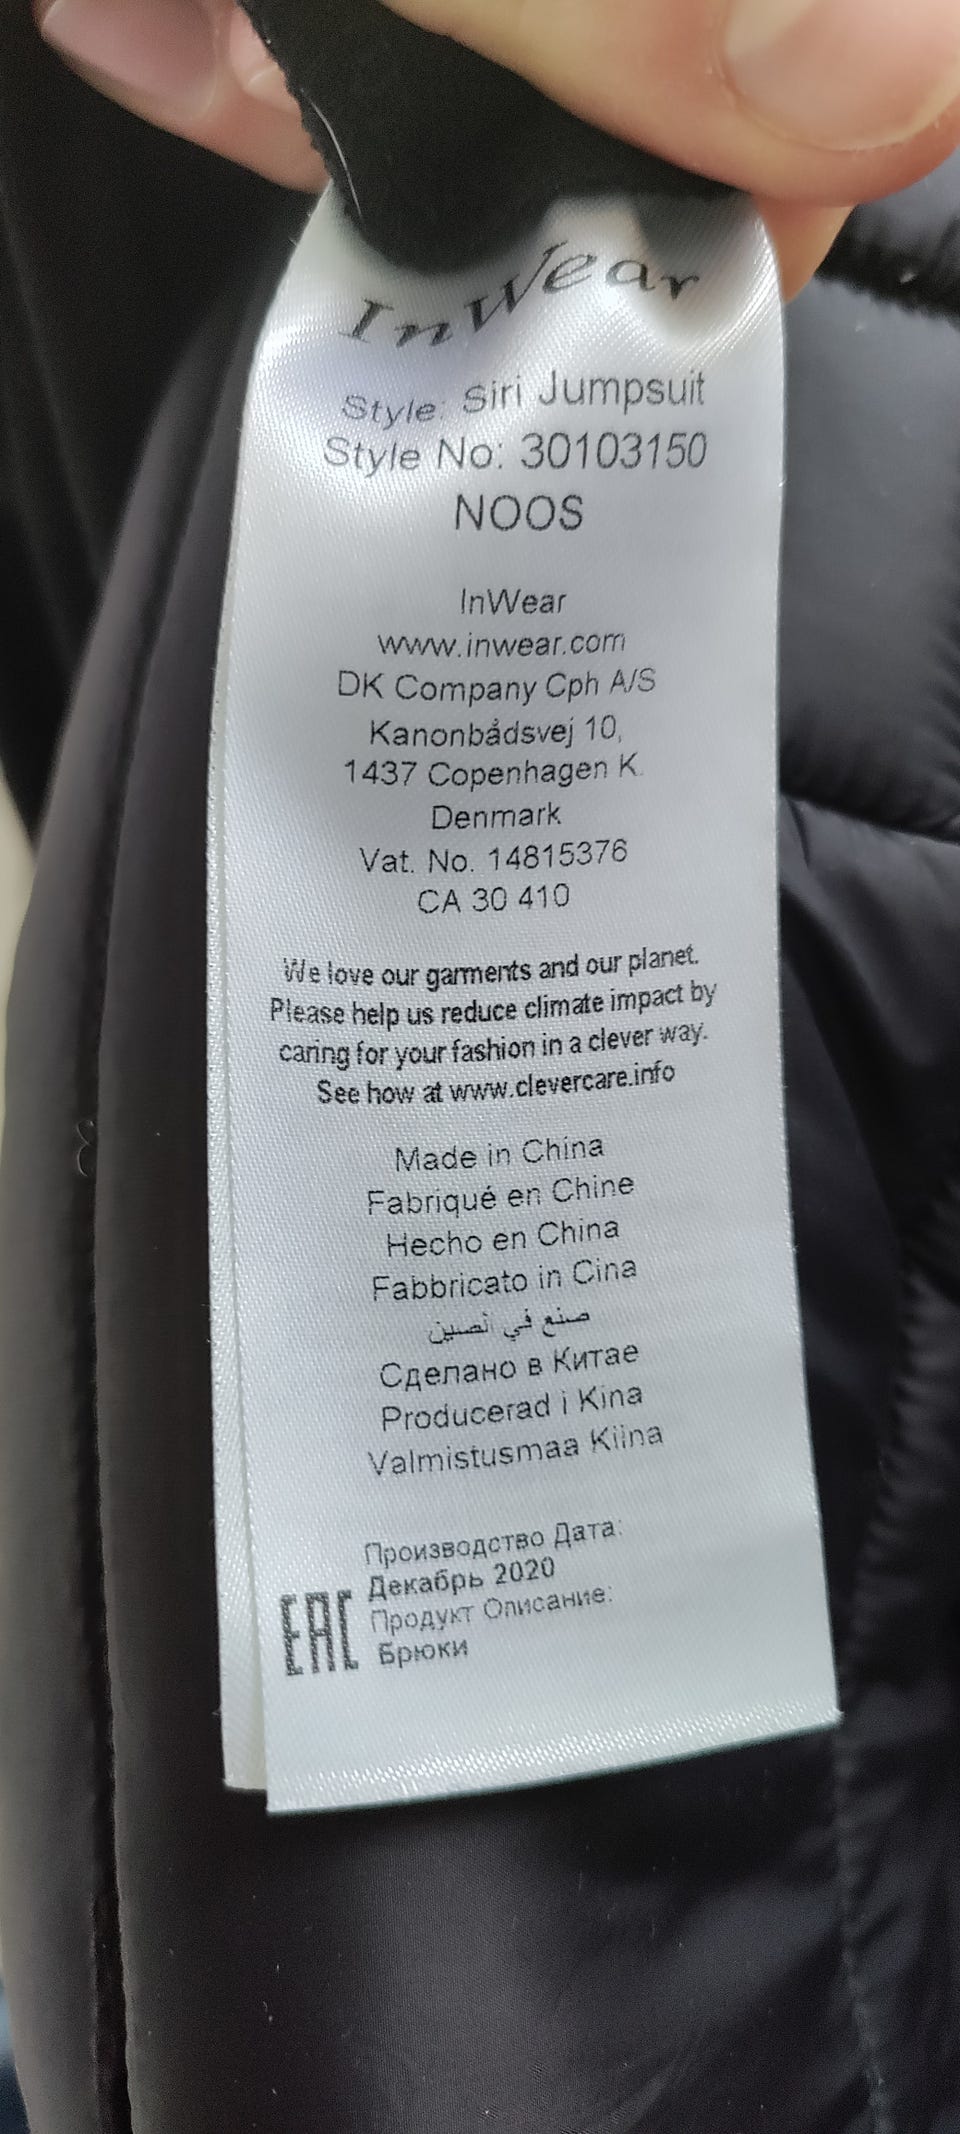 InWear
Style: Siri Jumpsuit
Style No: 30103150
NOOS
InWear
www.inwear.com
DK Company Cph A/S
Kanonbådsvej 10,
1437 Copenhagen K.
Denmark
Vat. No. 14815376
CA 30 410
We love our garments and our planet.
Please help us reduce climate impact by
caring for your fashion in a clever way.
See how at www.clevercare.info
Made in China
Fabriqué en Chine
Hecho en China
Fabbricato in Cina
صنع في الصين
Сделано в Китае
Producerad i Kina
Valmistusmaa Kiina
Производство Дата:
Декабрь 2020
EAC Продукт Описание:
Брюки